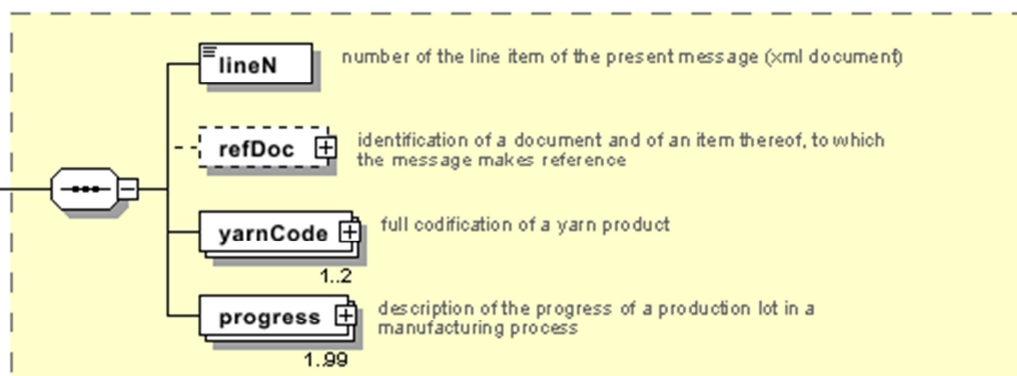 lineN
number of the line item of the present message (xml document)
refDoc
identification of a document and of an item thereof, to which
the message makes reference
yarnCode
full codification of a yarn product
1..2
progress
description of the progress of a production lot in a
manufacturing process
1..99